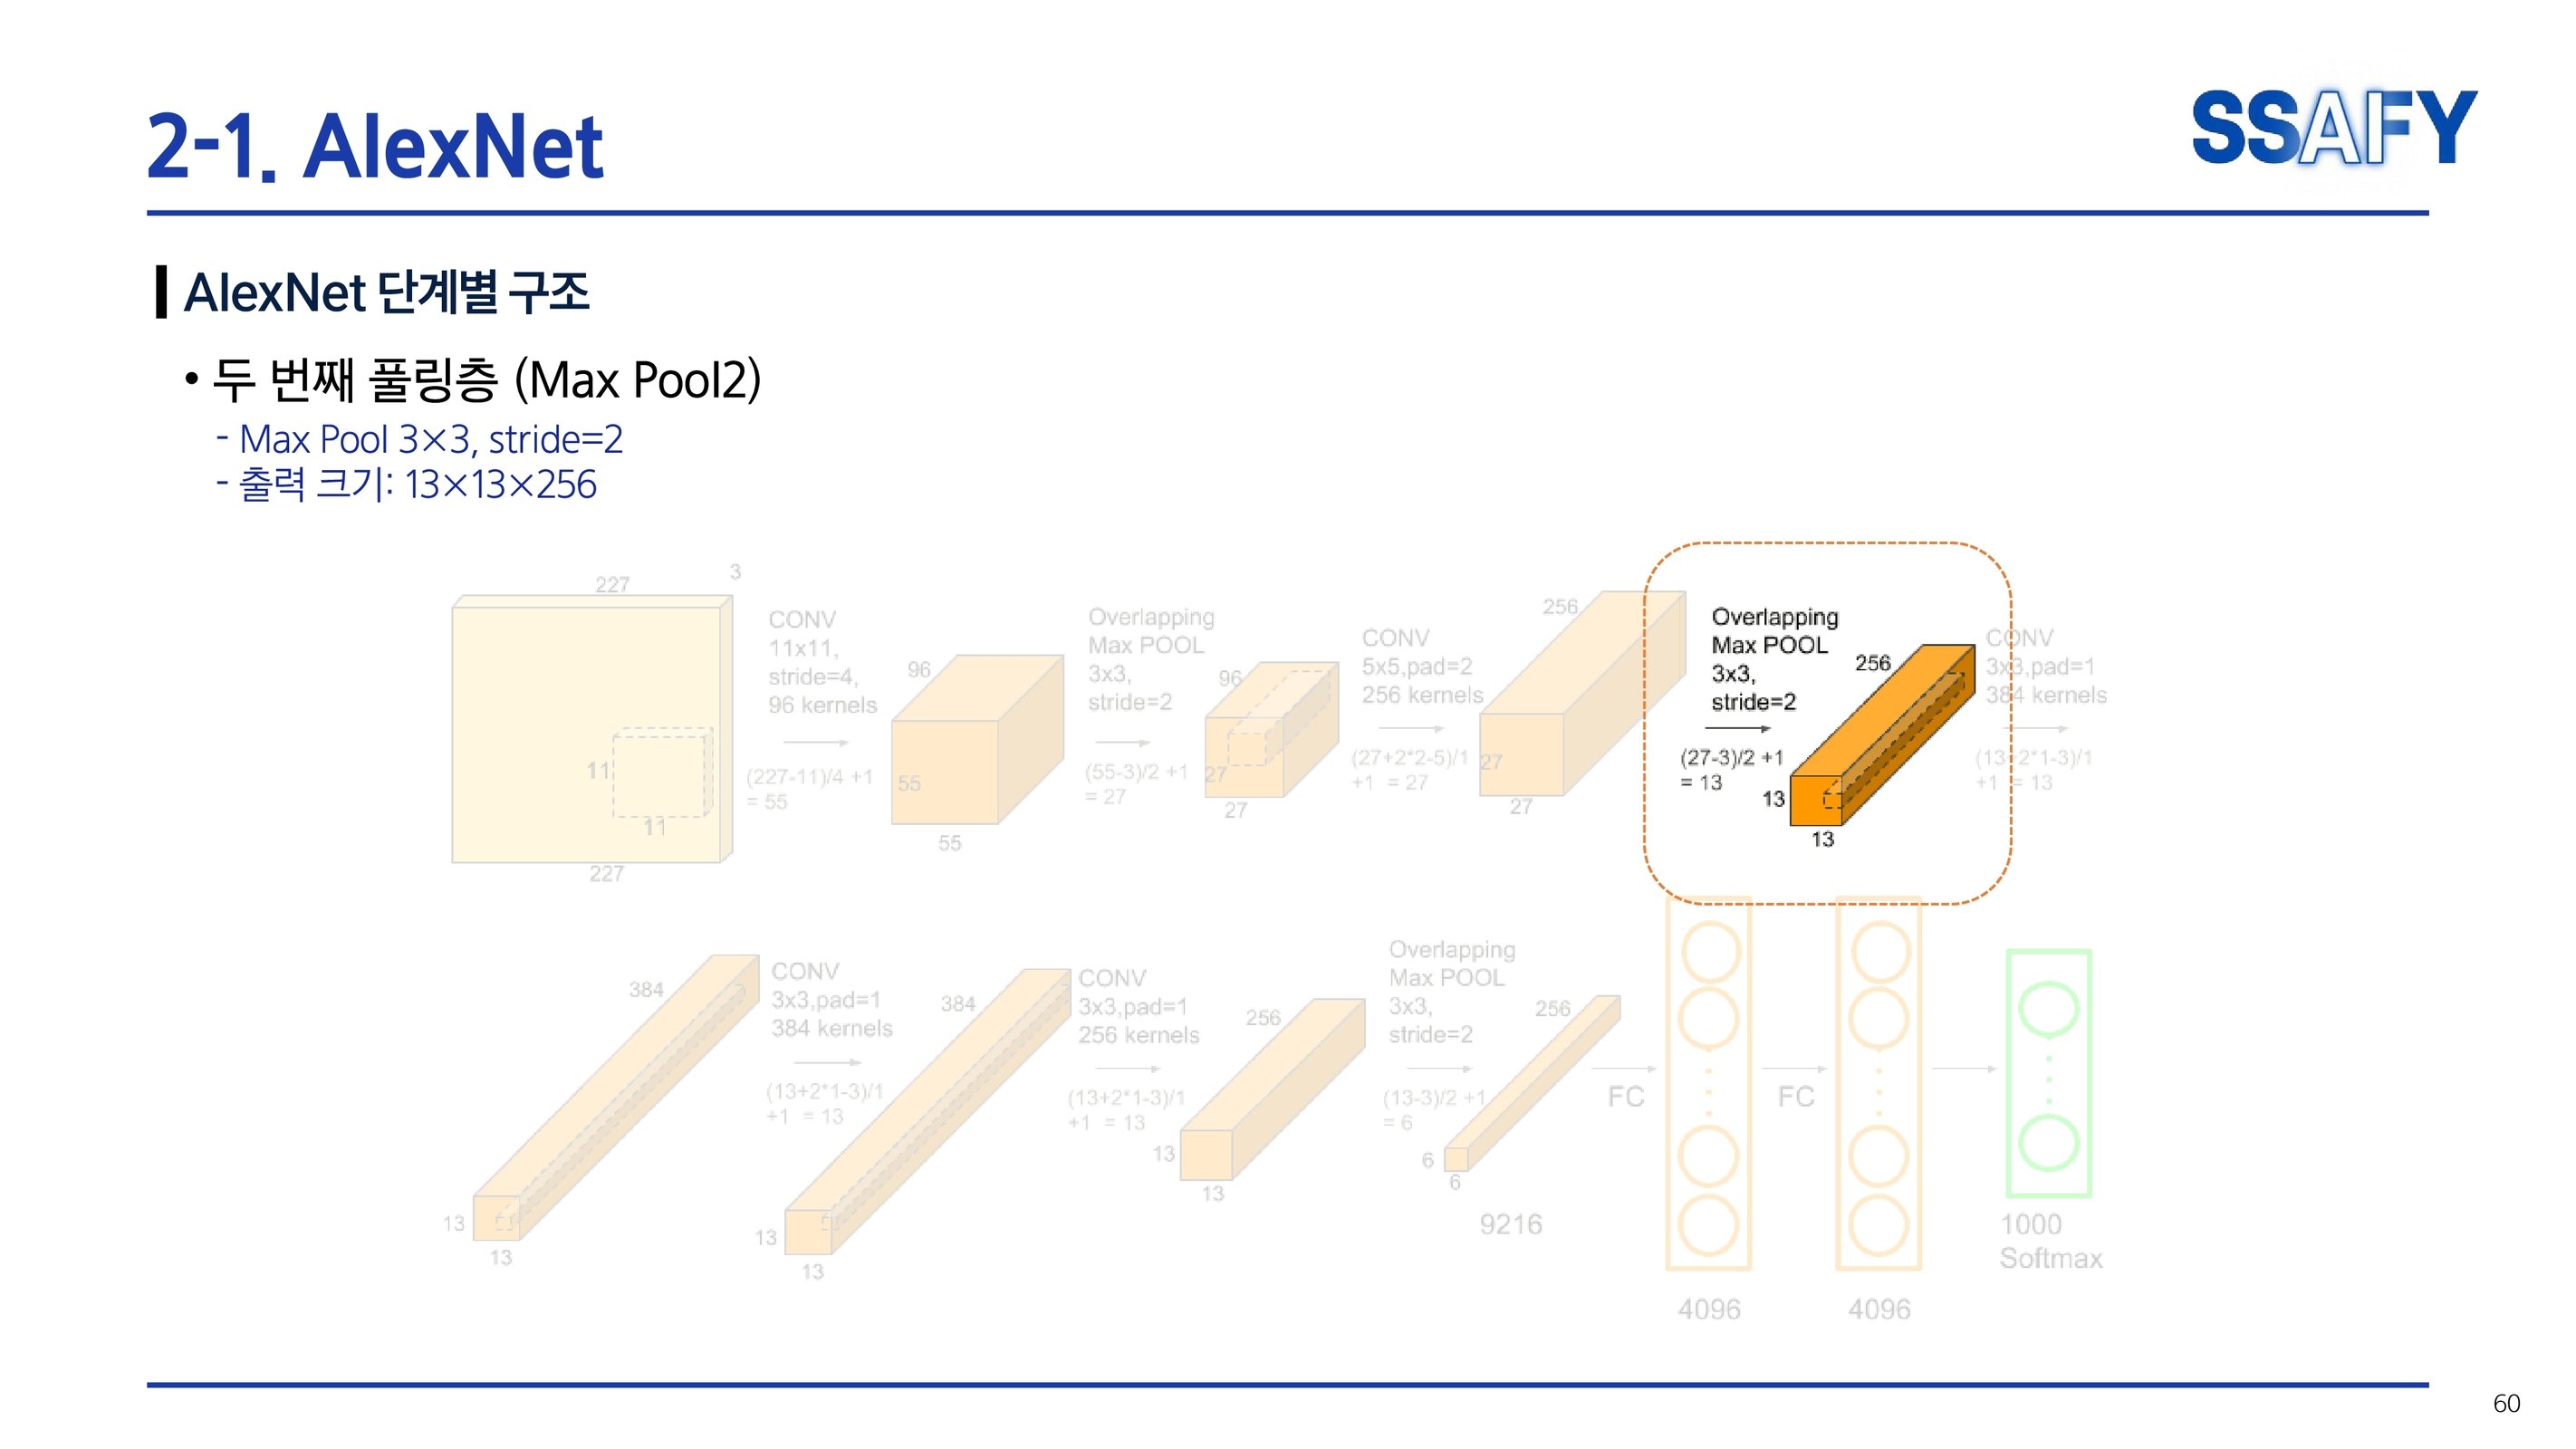 2-1. AlexNet
SSAFY
AlexNet 단계별 구조
• 두 번째 풀링층 (Max Pool2)
- Max Pool 3×3, stride=2
- 출력 크기: 13×13×256
227
3
11
11
227
CONV
11x11,
stride=4,
96 kernels
(227-11)/4 +1
= 55
96
55
55
Overlapping
Max POOL
3x3,
stride=2
(55-3)/2 +1
= 27
96
27
27
CONV
5x5,pad=2
256 kernels
(27+2*2-5)/1
+1 = 27
256
27
27
Overlapping
Max POOL
3x3,
stride=2
(27-3)/2 +1
= 13
256
13
13
CONV
3x3,pad=1
384 kernels
(13+2*1-3)/1
+1 = 13
384
13
13
CONV
3x3,pad=1
384 kernels
(13+2*1-3)/1
+1 = 13
384
13
13
CONV
3x3,pad=1
256 kernels
(13+2*1-3)/1
+1 = 13
256
13
13
Overlapping
Max POOL
3x3,
stride=2
(13-3)/2 +1
= 6
256
6
6
9216
FC
4096
FC
4096
1000
Softmax
60